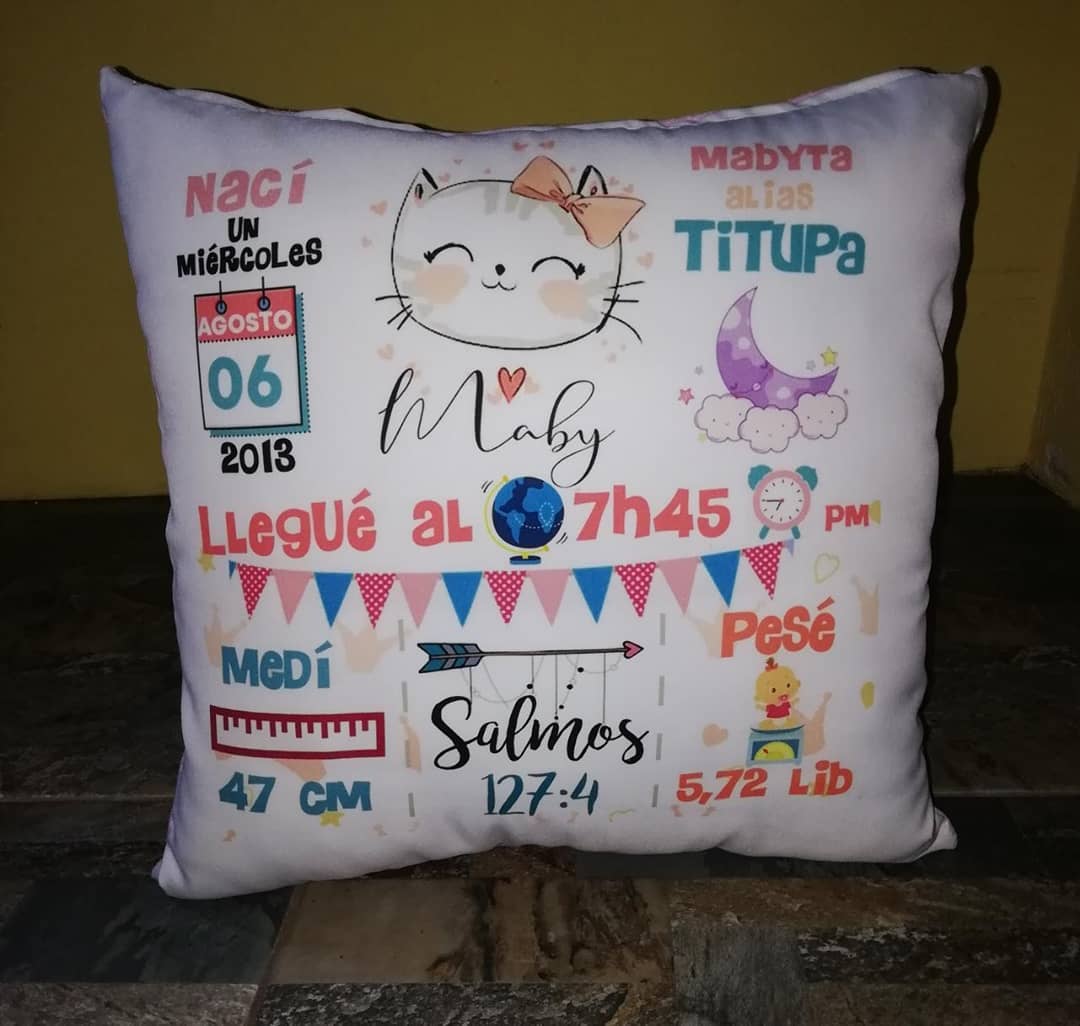 Nací
UN
MiéRCoLes
AGOSTO
06
2013
Maby
MabyTa
aLias
TiTUPa
LLegUé aL 7h45 PM
MeDí
47 CM
Salmos
127:4
PeSé
5,72 Lib